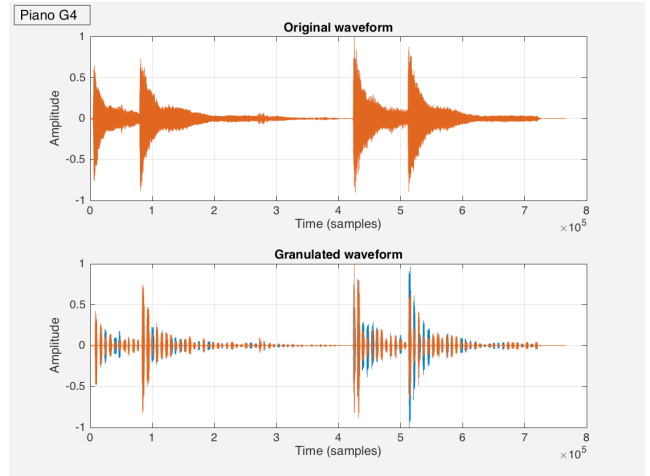 Piano G4
Original waveform
1
0.5
0
-0.5
-1
Amplitude
0 1 2 3 4 5 6 7 8
Time (samples)
×10^5
Granulated waveform
1
0.5
0
-0.5
-1
Amplitude
0 1 2 3 4 5 6 7 8
Time (samples)
×10^5